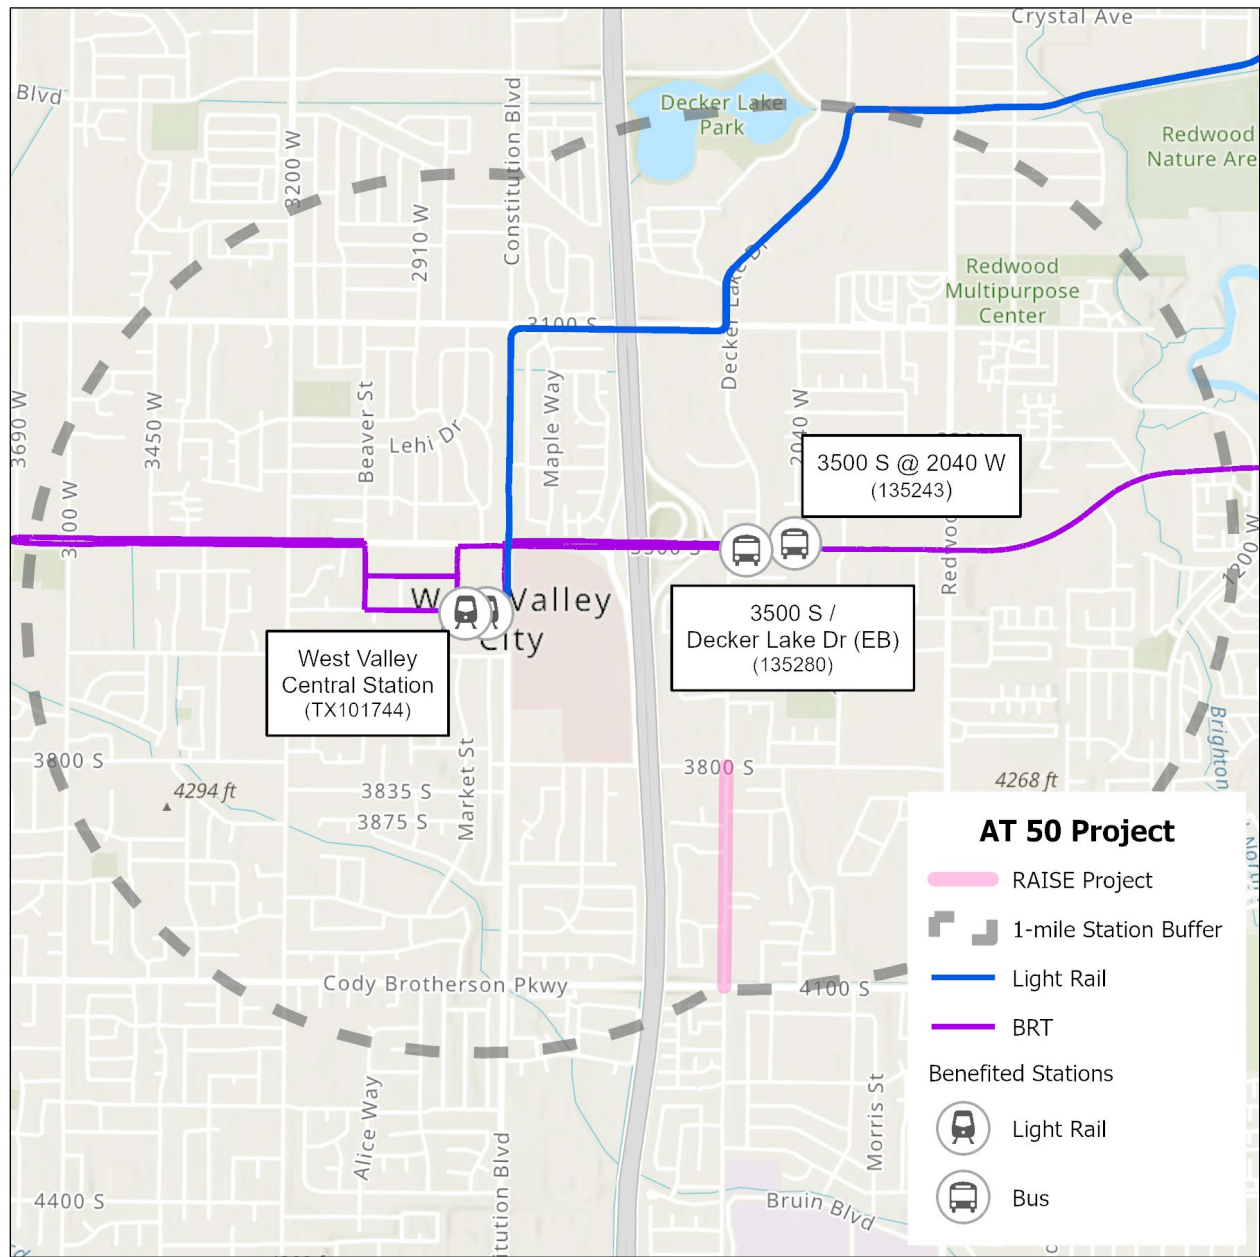 Crystal Ave
Blvd
Decker Lake
Park
Constitution Blvd
3200 W
Redwood
Nature Are
2910 W
Decker Lake Dr
Redwood
Multipurpose
Center
3100 S
3690 W
3450 W
Beaver St
Lehi Dr
Maple Way
2040 W
3500 S @ 2040 W
(135243)
3500 S
1200 W
West Valley
City
3500 S /
Decker Lake Dr (EB)
(135280)
West Valley
Central Station
(TX101744)
Brighton
3800 S
3800 S
Market St
4294 ft
3835 S
3875 S
4268 ft
AT 50 Project
RAISE Project
1-mile Station Buffer
Light Rail
BRT
Benefited Stations
Light Rail
Bus
Cody Brotherson Pkwy
4100 S
Alice Way
Morris St
4400 S
tution Blvd
Bruin Blvd